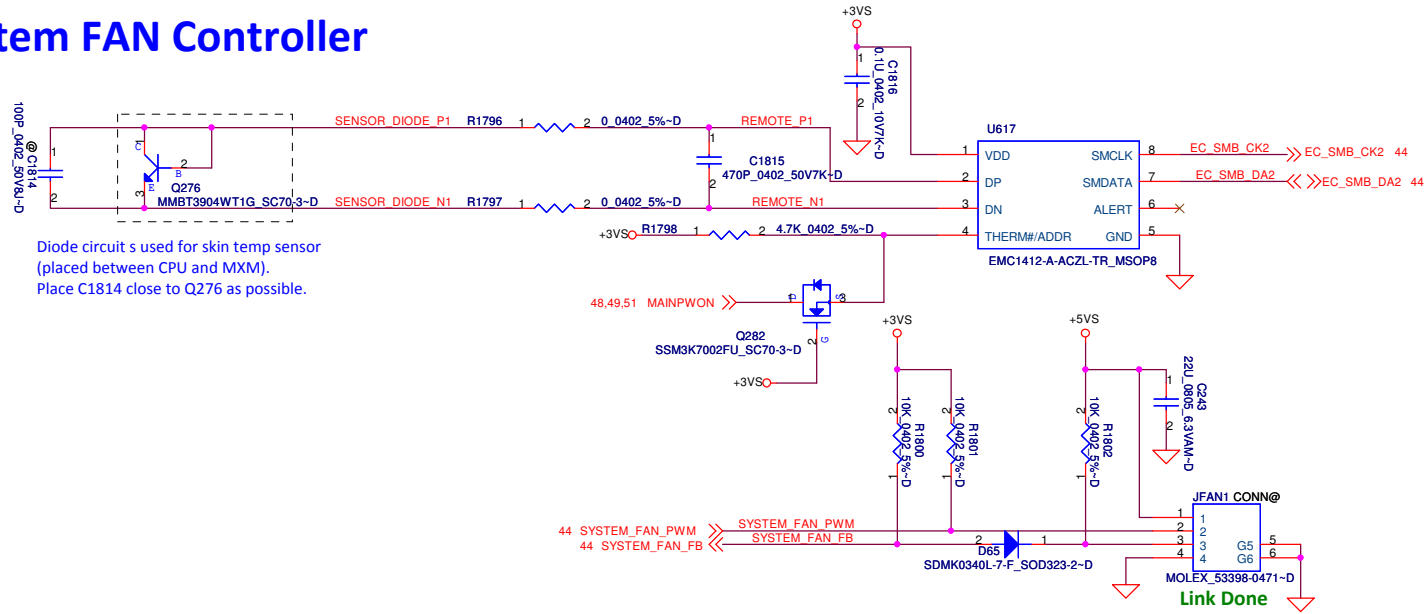 tem FAN Controller
+3VS
1
2
C1816
0.1U_0402_10V7K~D
100P_0402_50V8J~D
@C1814
1
2
C
1
B
2
E
3
Q276
MMBT3904WT1G_SC70-3~D
SENSOR_DIODE_P1 R1796 1 2 0_0402_5%~D REMOTE_P1
C1815
470P_0402_50V7K~D
1
2
SENSOR_DIODE_N1 R1797 1 2 0_0402_5%~D REMOTE_N1
U617
1 VDD SMCLK 8 EC_SMB_CK2 EC_SMB_CK2 44
2 DP SMDATA 7 EC_SMB_DA2 EC_SMB_DA2 44
3 DN ALERT 6
4 THERM#/ADDR GND 5
EMC1412-A-ACZL-TR_MSOP8
+3VS R1798 1 2 4.7K_0402_5%~D
Diode circuit s used for skin temp sensor
(placed between CPU and MXM).
Place C1814 close to Q276 as possible.
48,49,51 MAINPWON 1 D S 3
G
2
Q282
SSM3K7002FU_SC70-3~D
+3VS
+3VS
+5VS
2
10K_0402_5%~D
R1800
1
2
10K_0402_5%~D
R1801
1
2
10K_0402_5%~D
R1802
1
1
2
C243
22U_0805_6.3VAM~D
JFAN1 CONN@
44 SYSTEM_FAN_PWM SYSTEM_FAN_PWM
44 SYSTEM_FAN_FB SYSTEM_FAN_FB
2 D65 1
SDMK0340L-7-F_SOD323-2~D
1 1
2 2
3 3 G5 5
4 4 G6 6
MOLEX_53398-0471~D
Link Done